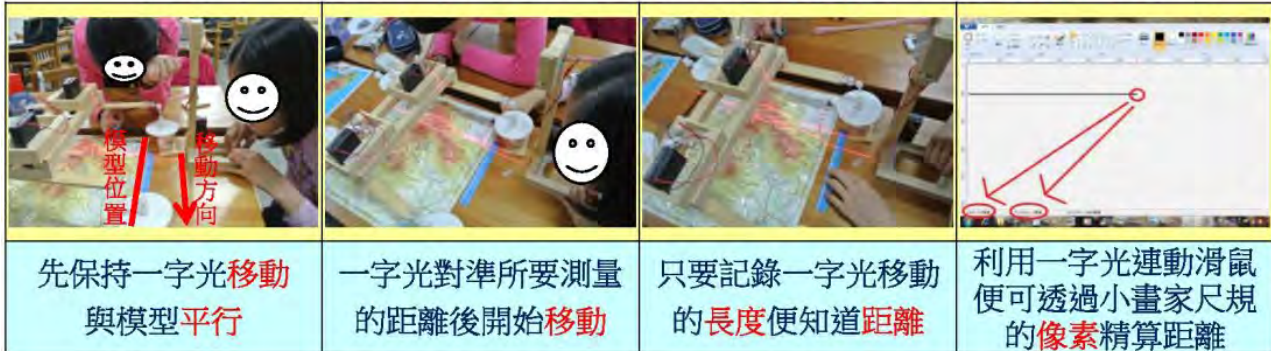 模型位置
移動方向
先保持一字光移動
與模型平行
一字光對準所要測量
的距離後開始移動
只要記錄一字光移動
的長度便知道距離
利用一字光連動滑鼠
便可透過小畫家尺規
的像素精算距離